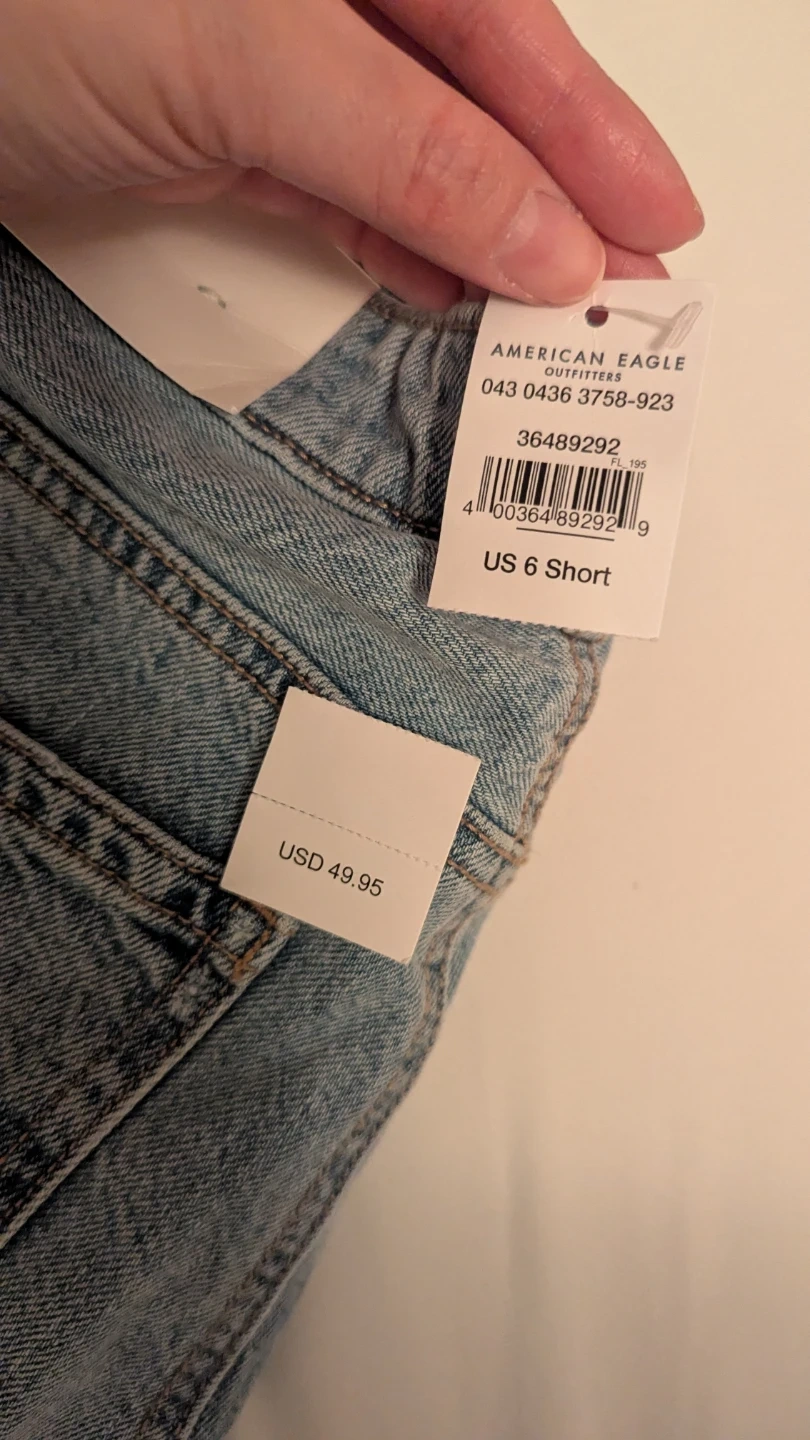 AMERICAN EAGLE
OUTFITTERS
043 0436 3758-923
36489292
FL_195
4 00364 89292 9
US 6 Short
USD 49.95